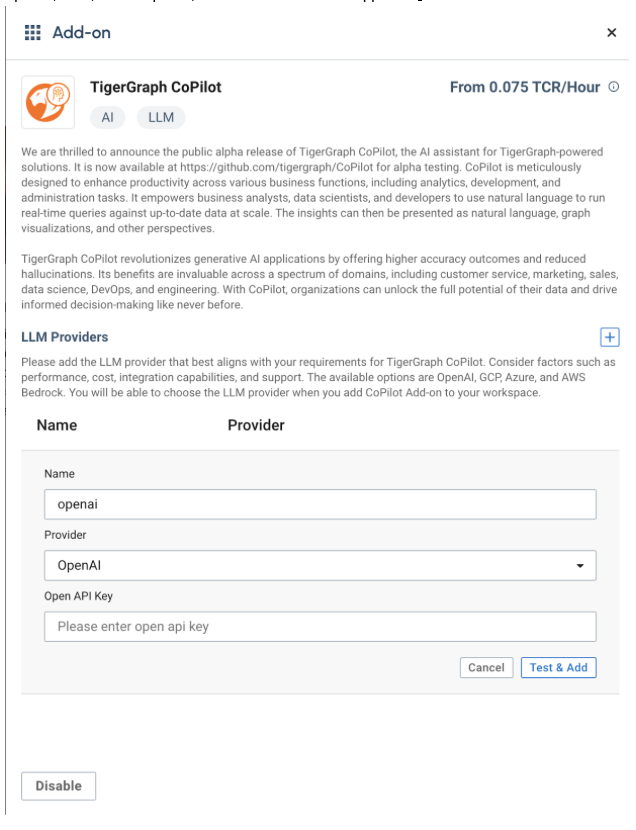 Add-on
TigerGraph CoPilot
From 0.075 TCR/Hour
AI
LLM
We are thrilled to announce the public alpha release of TigerGraph CoPilot, the AI assistant for TigerGraph-powered
solutions. It is now available at https://github.com/tigergraph/CoPilot for alpha testing. CoPilot is meticulously
designed to enhance productivity across various business functions, including analytics, development, and
administration tasks. It empowers business analysts, data scientists, and developers to use natural language to run
real-time queries against up-to-date data at scale. The insights can then be presented as natural language, graph
visualizations, and other perspectives.
TigerGraph CoPilot revolutionizes generative AI applications by offering higher accuracy outcomes and reduced
hallucinations. Its benefits are invaluable across a spectrum of domains, including customer service, marketing, sales,
data science, DevOps, and engineering. With CoPilot, organizations can unlock the full potential of their data and drive
informed decision-making like never before.
LLM Providers
Please add the LLM provider that best aligns with your requirements for TigerGraph CoPilot. Consider factors such as
performance, cost, integration capabilities, and support. The available options are OpenAI, GCP, Azure, and AWS
Bedrock. You will be able to choose the LLM provider when you add CoPilot Add-on to your workspace.
Name
Provider
Name
openai
Provider
OpenAI
Open API Key
Please enter open api key
Cancel
Test & Add
Disable